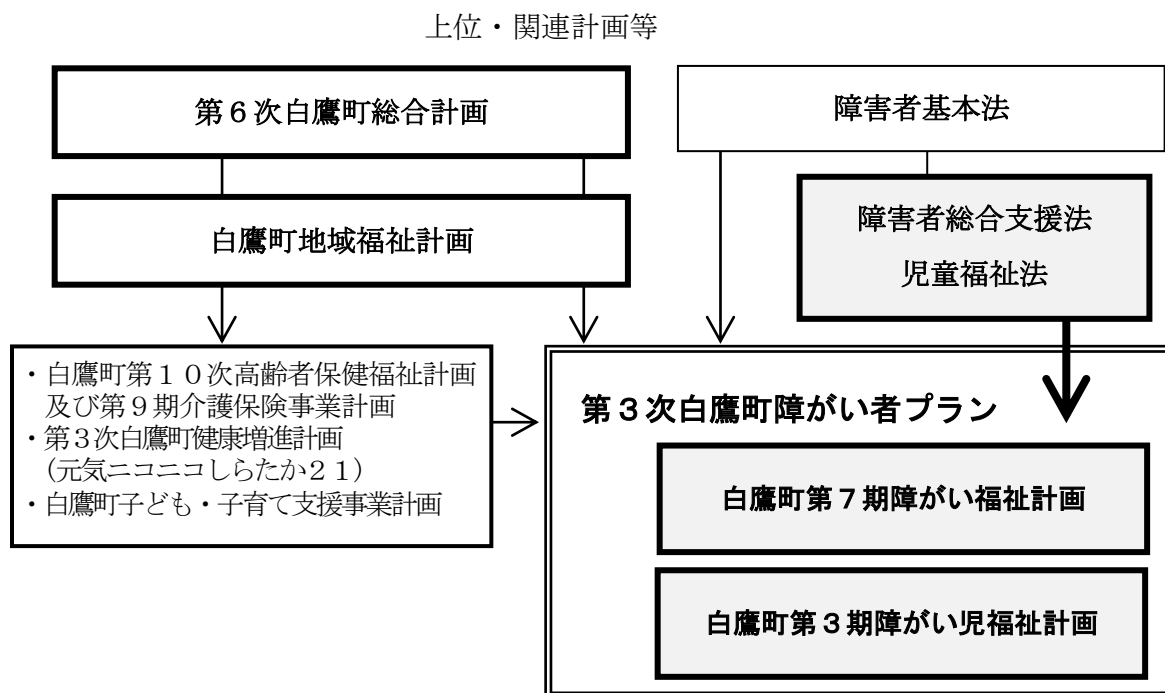 上位・関連計画等
第６次白鷹町総合計画
障害者基本法
白鷹町地域福祉計画
障害者総合支援法
児童福祉法
・白鷹町第１０次高齢者保健福祉計画
及び第９期介護保険事業計画
・第３次白鷹町健康増進計画
（元気ニコニコしらたか２１）
・白鷹町子ども・子育て支援事業計画
第３次白鷹町障がい者プラン
白鷹町第７期障がい福祉計画
白鷹町第３期障がい児福祉計画